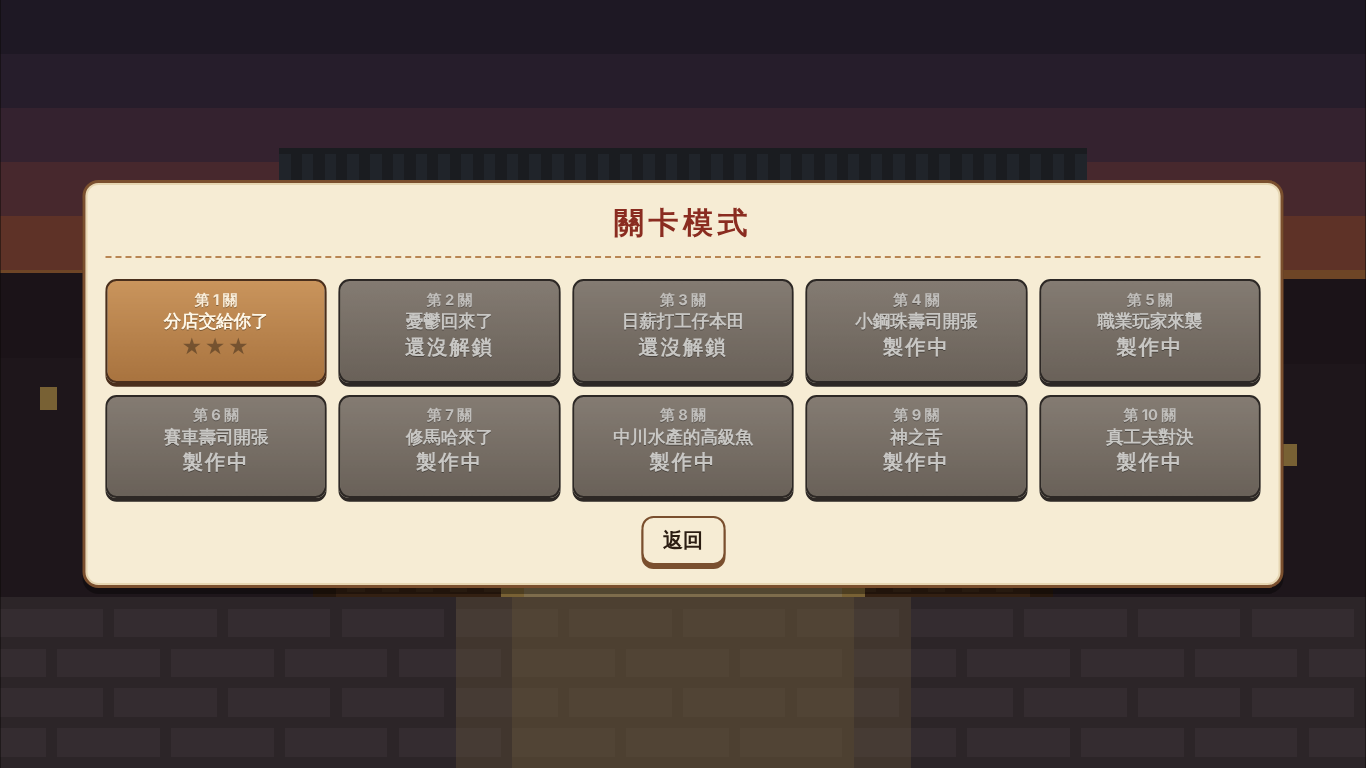 關卡模式
第 1 關
分店交給你了
★★★
第 2 關
憂鬱回來了
還沒解鎖
第 3 關
日薪打工仔本田
還沒解鎖
第 4 關
小鋼珠壽司開張
製作中
第 5 關
職業玩家來襲
製作中
第 6 關
賽車壽司開張
製作中
第 7 關
修馬哈來了
製作中
第 8 關
中川水產的高級魚
製作中
第 9 關
神之舌
製作中
第 10 關
真工夫對決
製作中
返回